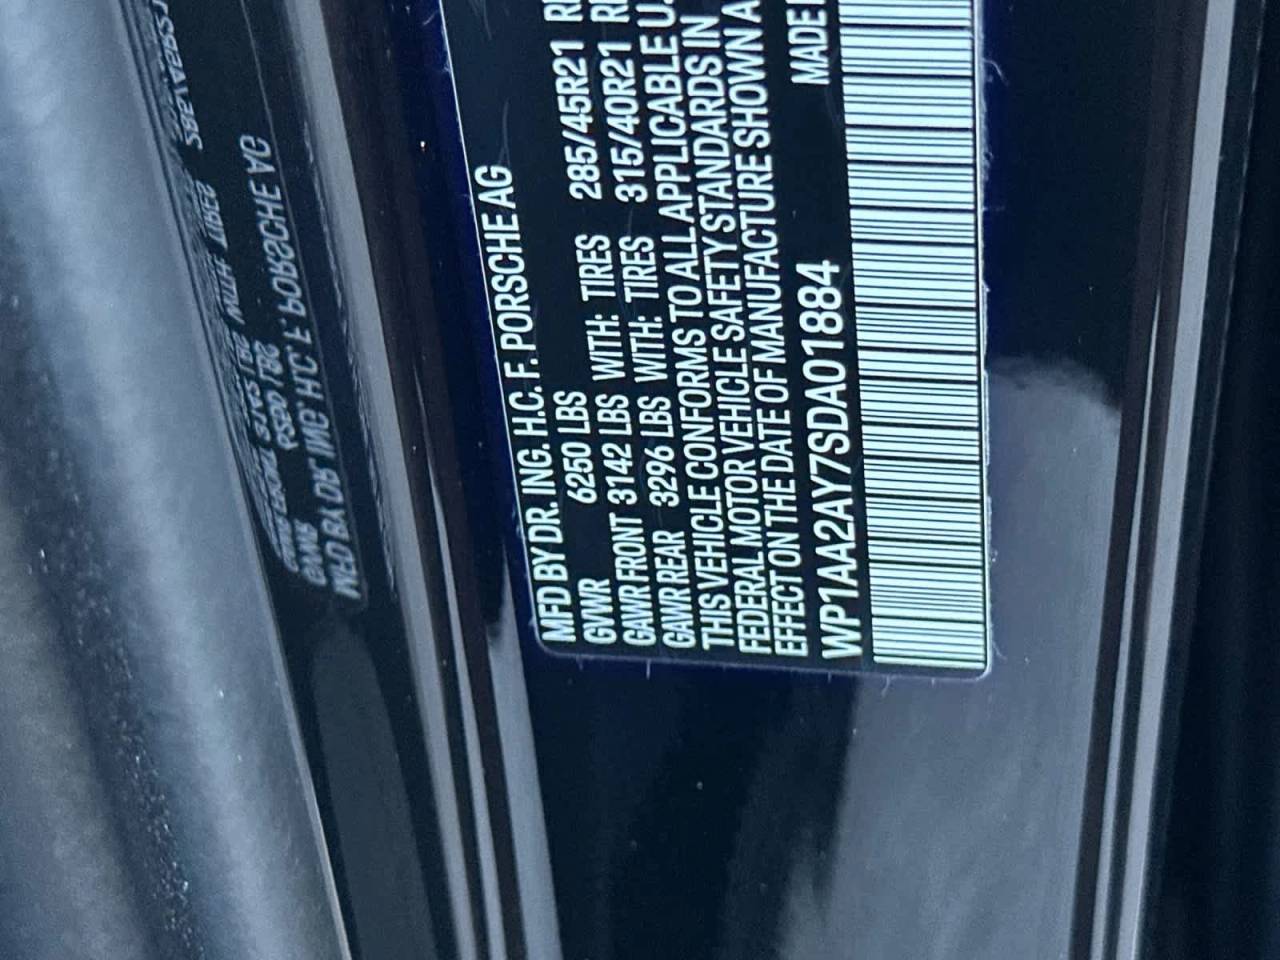 MFD BY DR. ING. H.C. F. PORSCHE AG
GVWR 6250 LBS
GAWR FRONT 3142 LBS WITH: TIRES 285/45R21
GAWR REAR 3296 LBS WITH: TIRES 315/40R21
THIS VEHICLE CONFORMS TO ALL APPLICABLE U.
FEDERAL MOTOR VEHICLE SAFETY STANDARDS IN
EFFECT ON THE DATE OF MANUFACTURE SHOWN A
MADE
WP1AA2AY7SDA01884